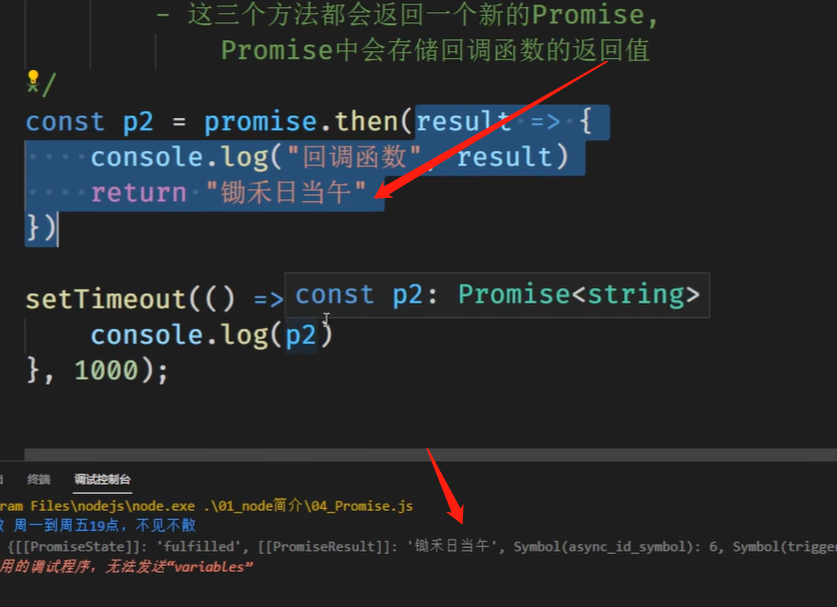 - 这三个方法都会返回一个新的Promise,
Promise中会存储回调函数的返回值
*/
const p2 = promise.then(result => {
console.log("回调函数", result)
return "锄禾日当午"
})
setTimeout(() =>
const p2: Promise<string>
console.log(p2)
}, 1000);
终端 调试控制台
ram Files\nodejs\node.exe .\01_node简介\04_Promise.js
数 周一到周五19点，不见不散
{[[PromiseState]]: 'fulfilled', [[PromiseResult]]: '锄禾日当午', Symbol(async_id_symbol): 6, Symbol(trigger
用的调试程序，无法发送“variables”